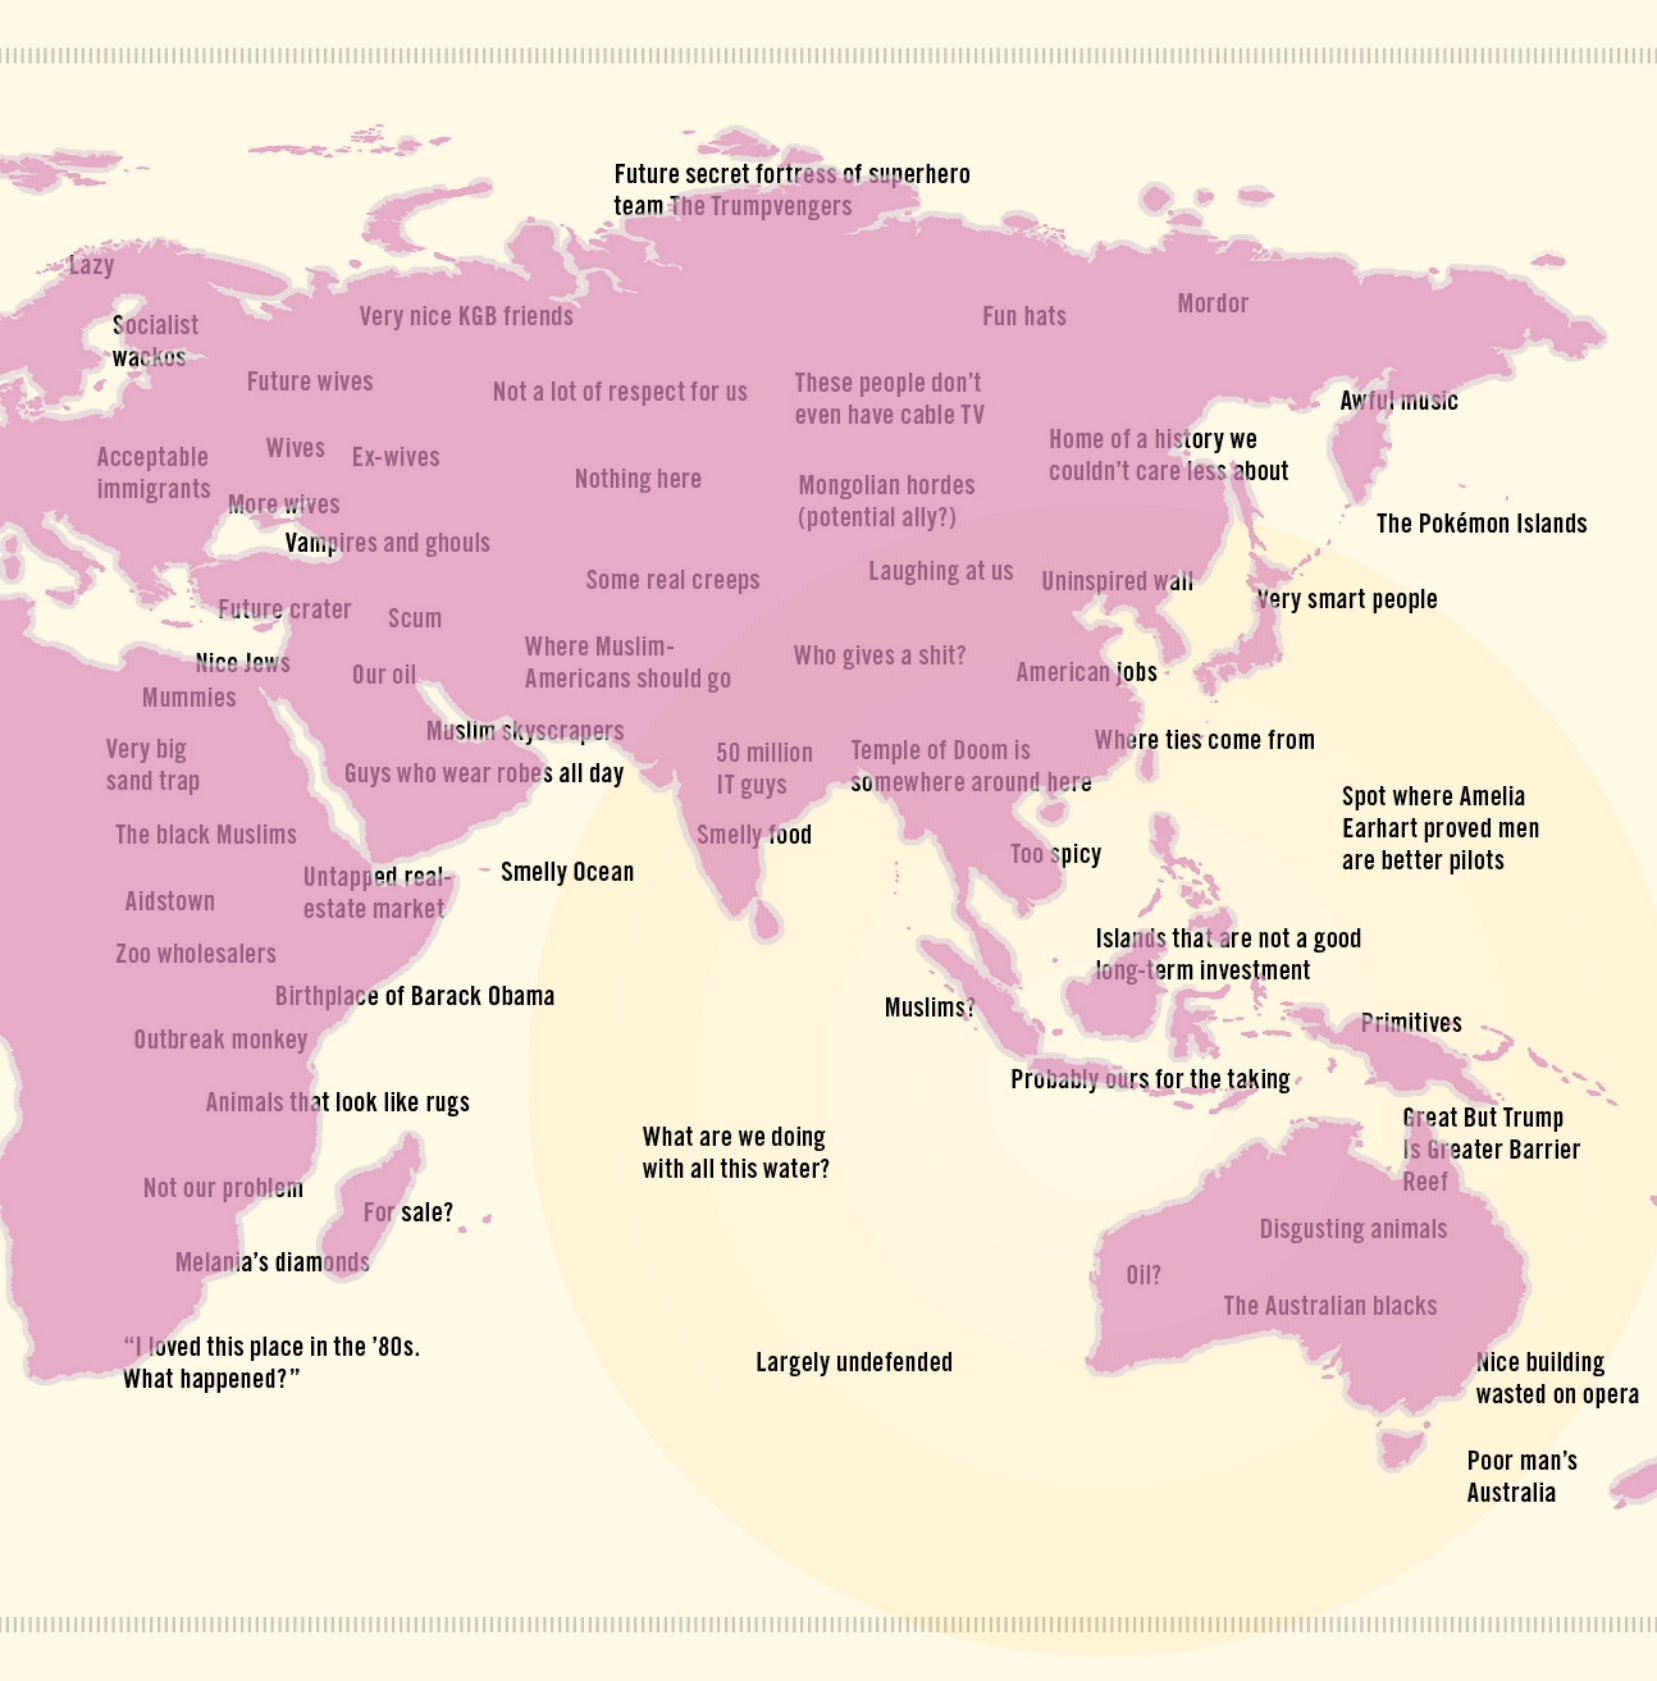 Future secret fortress of superhero
team The Trumpvengers
Lazy
Socialist
wackos
Very nice KGB friends
Fun hats
Mordor
Future wives
Not a lot of respect for us
These people don’t
even have cable TV
Awful music
Acceptable
immigrants
Wives
Ex-wives
More wives
Nothing here
Mongolian hordes
(potential ally?)
Home of a history we
couldn’t care less about
The Pokémon Islands
Vampires and ghouls
Some real creeps
Laughing at us
Uninspired wall
Very smart people
Future crater
Scum
Nice Jews
Our oil
Where Muslim-
Americans should go
Who gives a shit?
American jobs
Mummies
Muslim skyscrapers
Where ties come from
Very big
sand trap
Guys who wear robes all day
50 million
IT guys
Temple of Doom is
somewhere around here
Spot where Amelia
Earhart proved men
are better pilots
The black Muslims
Smelly food
Too spicy
Untapped real-
estate market
Smelly Ocean
Aidstown
Zoo wholesalers
Islands that are not a good
long-term investment
Birthplace of Barack Obama
Muslims?
Primitives
Outbreak monkey
Probably ours for the taking
Animals that look like rugs
What are we doing
with all this water?
Great But Trump
Is Greater Barrier
Reef
Not our problem
For sale?
Disgusting animals
Melania’s diamonds
Oil?
The Australian blacks
“I loved this place in the ’80s.
What happened?”
Largely undefended
Nice building
wasted on opera
Poor man’s
Australia